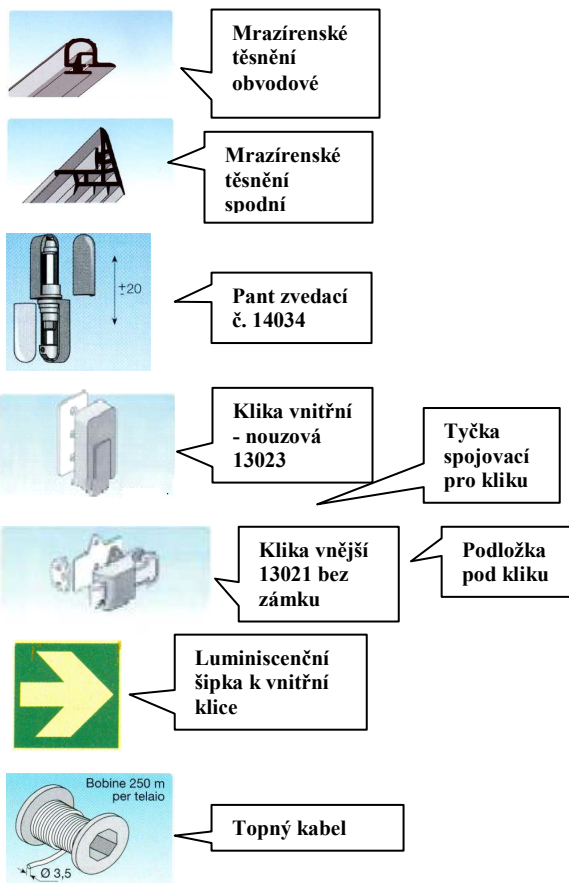 Mrazírenské
těsnění
obvodové
Mrazírenské
těsnění
spodní
±20
Pant zvedací
č. 14034
Klika vnitřní
- nouzová
13023
Tyčka
spojovací
pro kliku
Klika vnější
13021 bez
zámku
Podložka
pod kliku
Luminiscenční
šipka k vnitřní
klice
Bobine 250 m
per telaio
Ø 3,5
Topný kabel